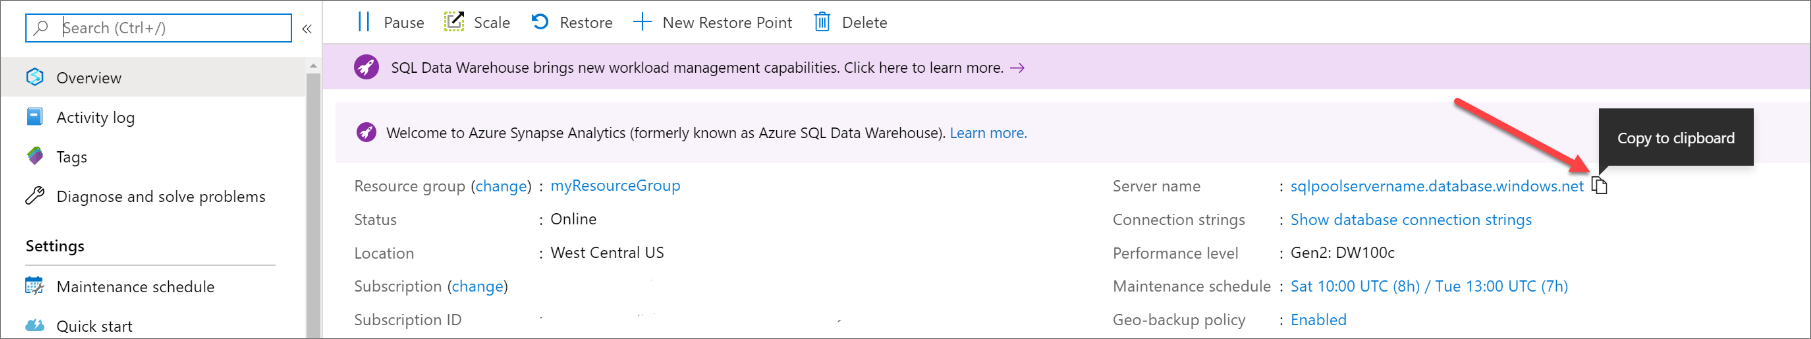 Search (Ctrl+/)
«
Overview
Activity log
Tags
Diagnose and solve problems
Settings
Maintenance schedule
Quick start
Pause Scale Restore New Restore Point Delete
SQL Data Warehouse brings new workload management capabilities. Click here to learn more. →
Welcome to Azure Synapse Analytics (formerly known as Azure SQL Data Warehouse). Learn more.
Copy to clipboard
Resource group (change) : myResourceGroup
Status : Online
Location : West Central US
Subscription (change)
Subscription ID :
Server name : sqlpoolservername.database.windows.net
Connection strings : Show database connection strings
Performance level : Gen2: DW100c
Maintenance schedule : Sat 10:00 UTC (8h) / Tue 13:00 UTC (7h)
Geo-backup policy : Enabled